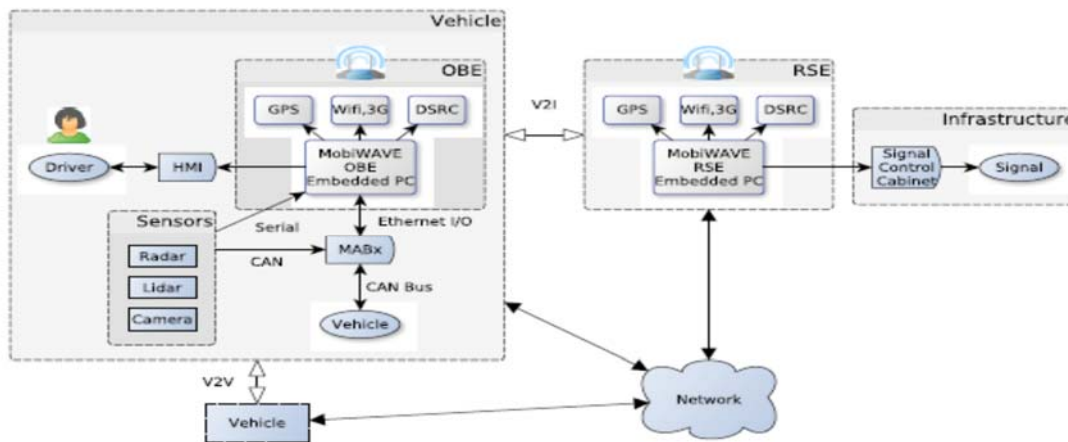 Vehicle
OBE
GPS
Wifi,3G
DSRC
MobiWAVE
OBE
Embedded PC
Driver
HMI
Sensors
Radar
Lidar
Camera
Serial
CAN
Ethernet I/O
MABx
CAN Bus
Vehicle
V2I
RSE
GPS
Wifi,3G
DSRC
MobiWAVE
RSE
Embedded PC
Infrastructure
Signal
Control
Cabinet
Signal
V2V
Vehicle
Network